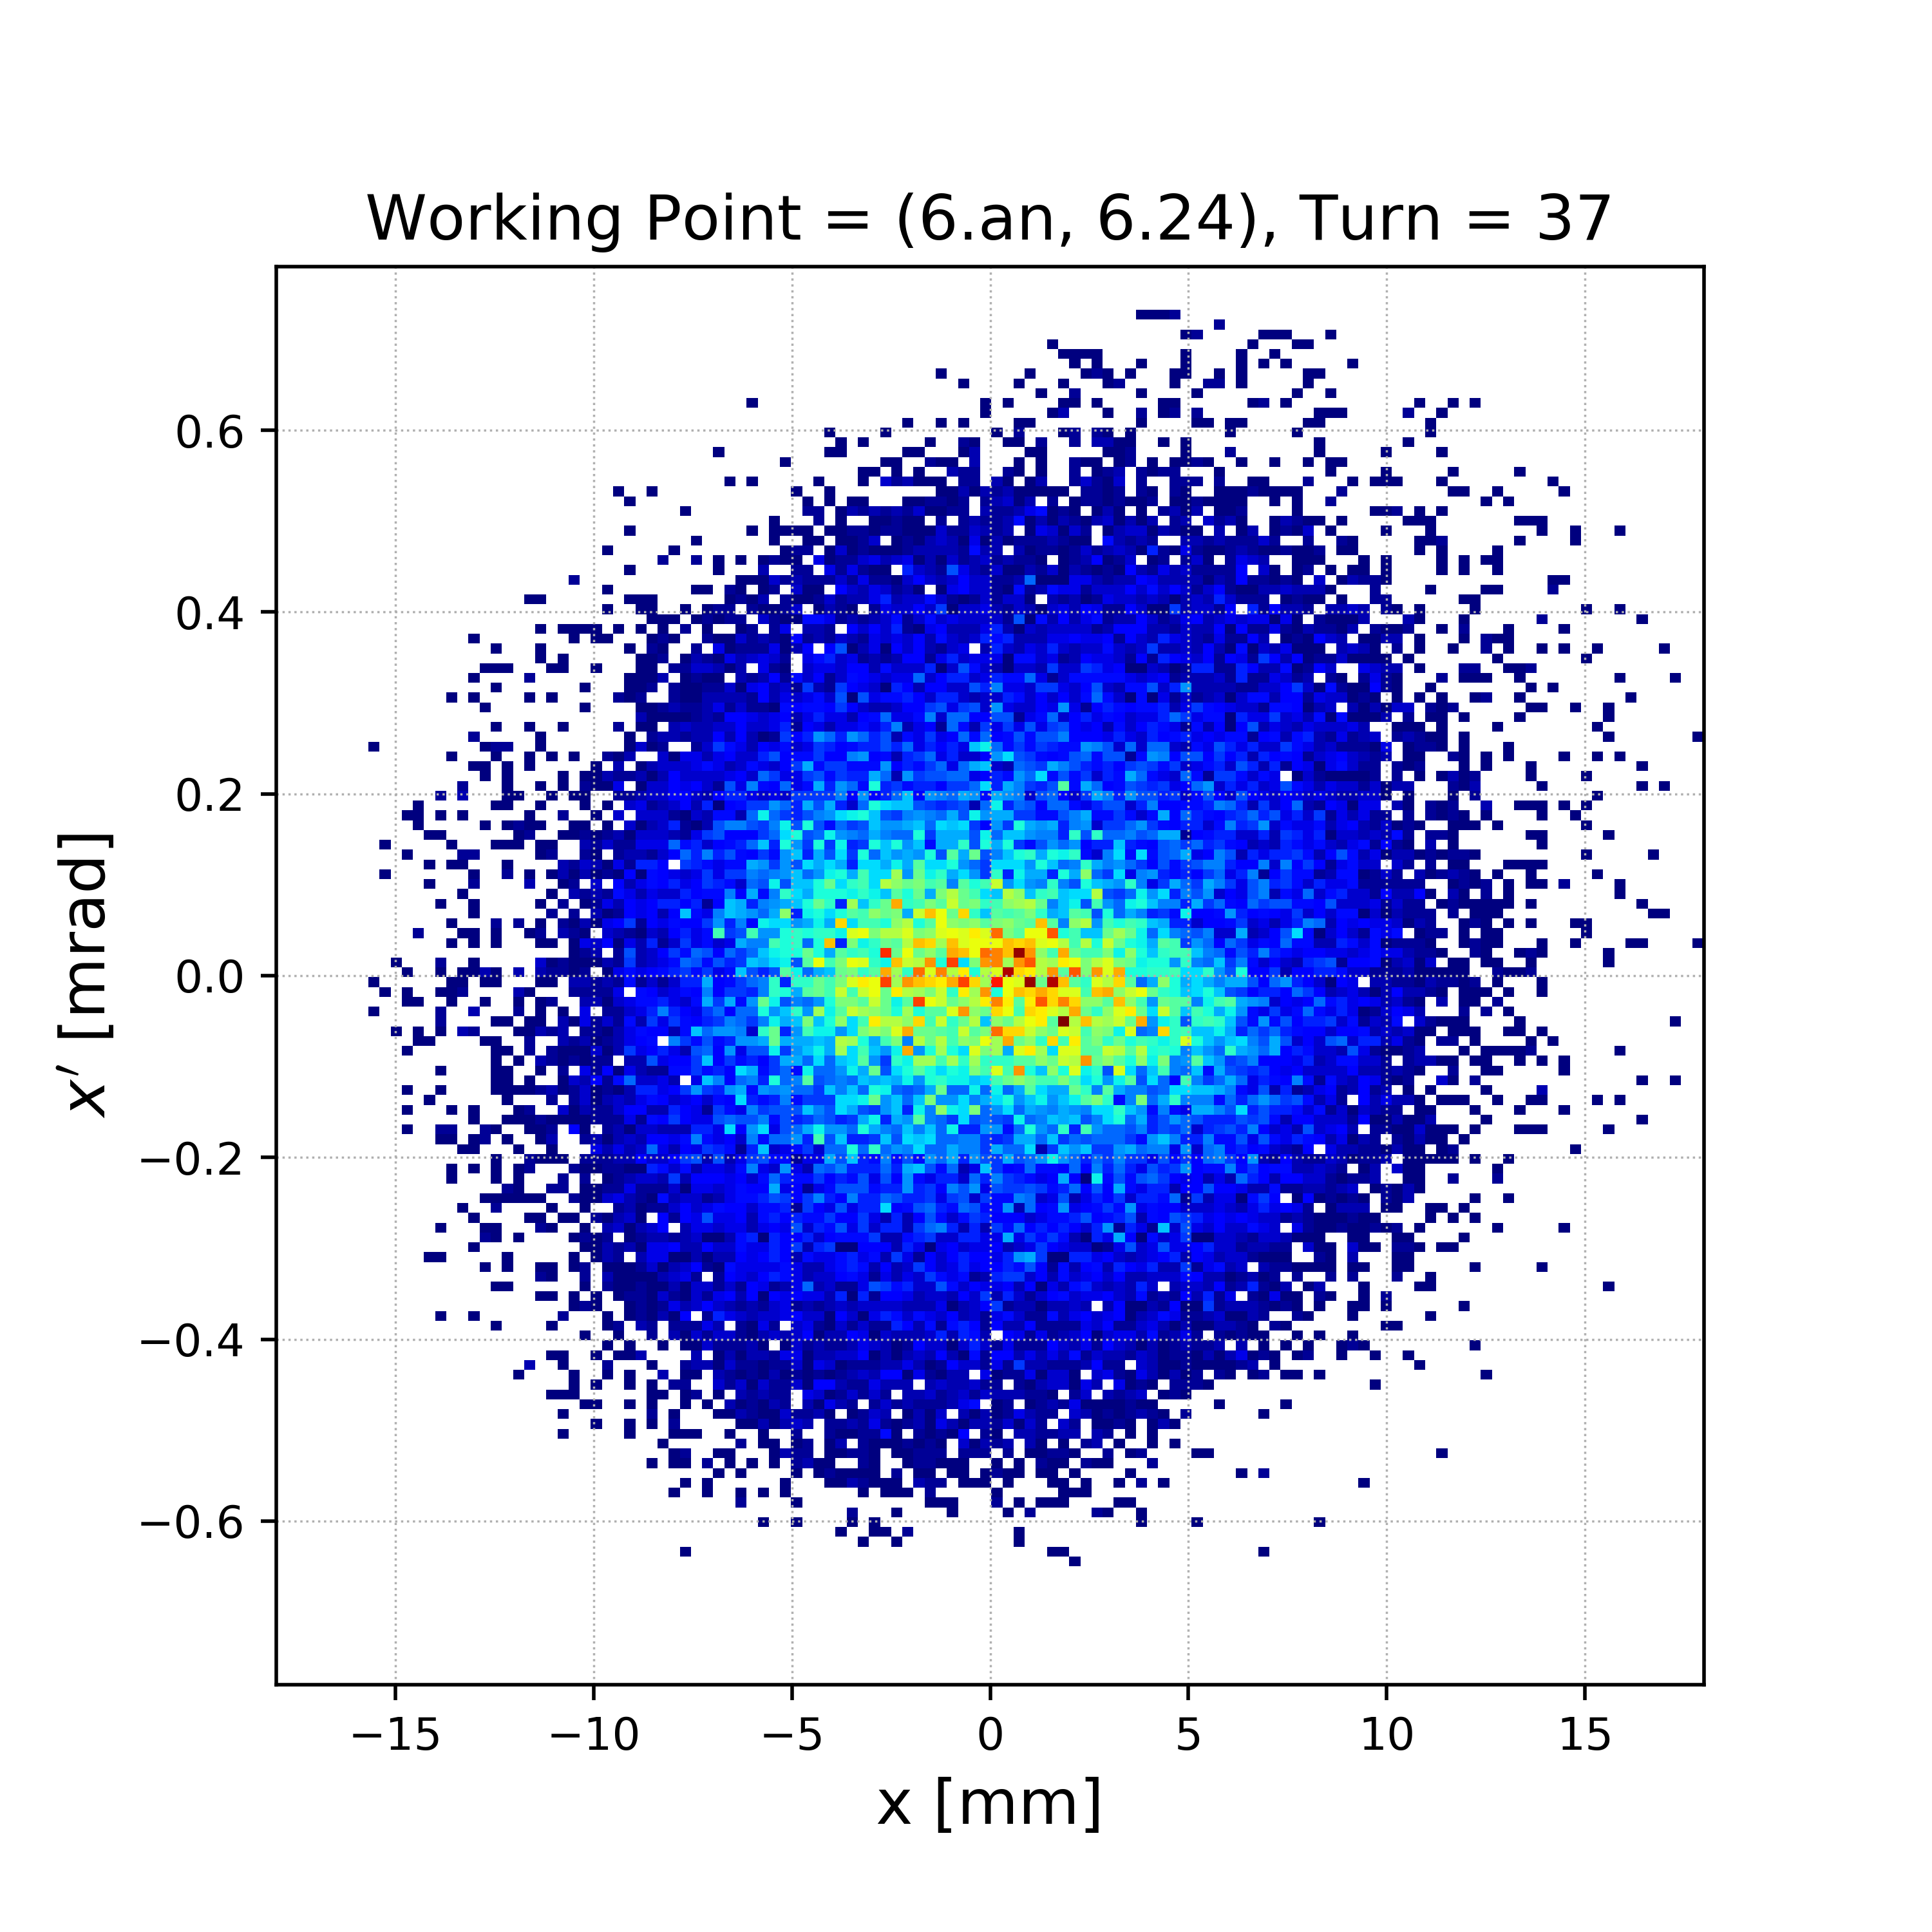 Working Point = (6.an, 6.24), Turn = 37
0.6
0.4
0.2
0.0
−0.2
−0.4
−0.6
x′ [mrad]
−15 −10 −5 0 5 10 15
x [mm]